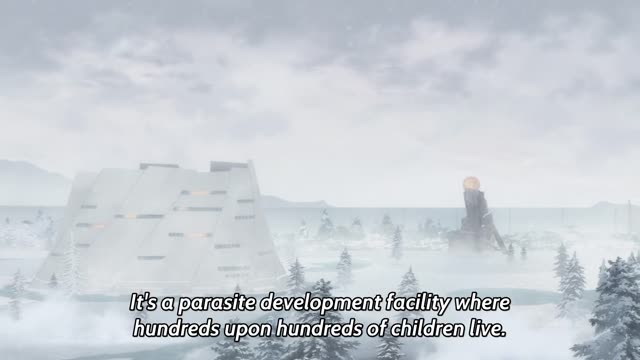 It's a parasite development facility where
hundreds upon hundreds of children live.